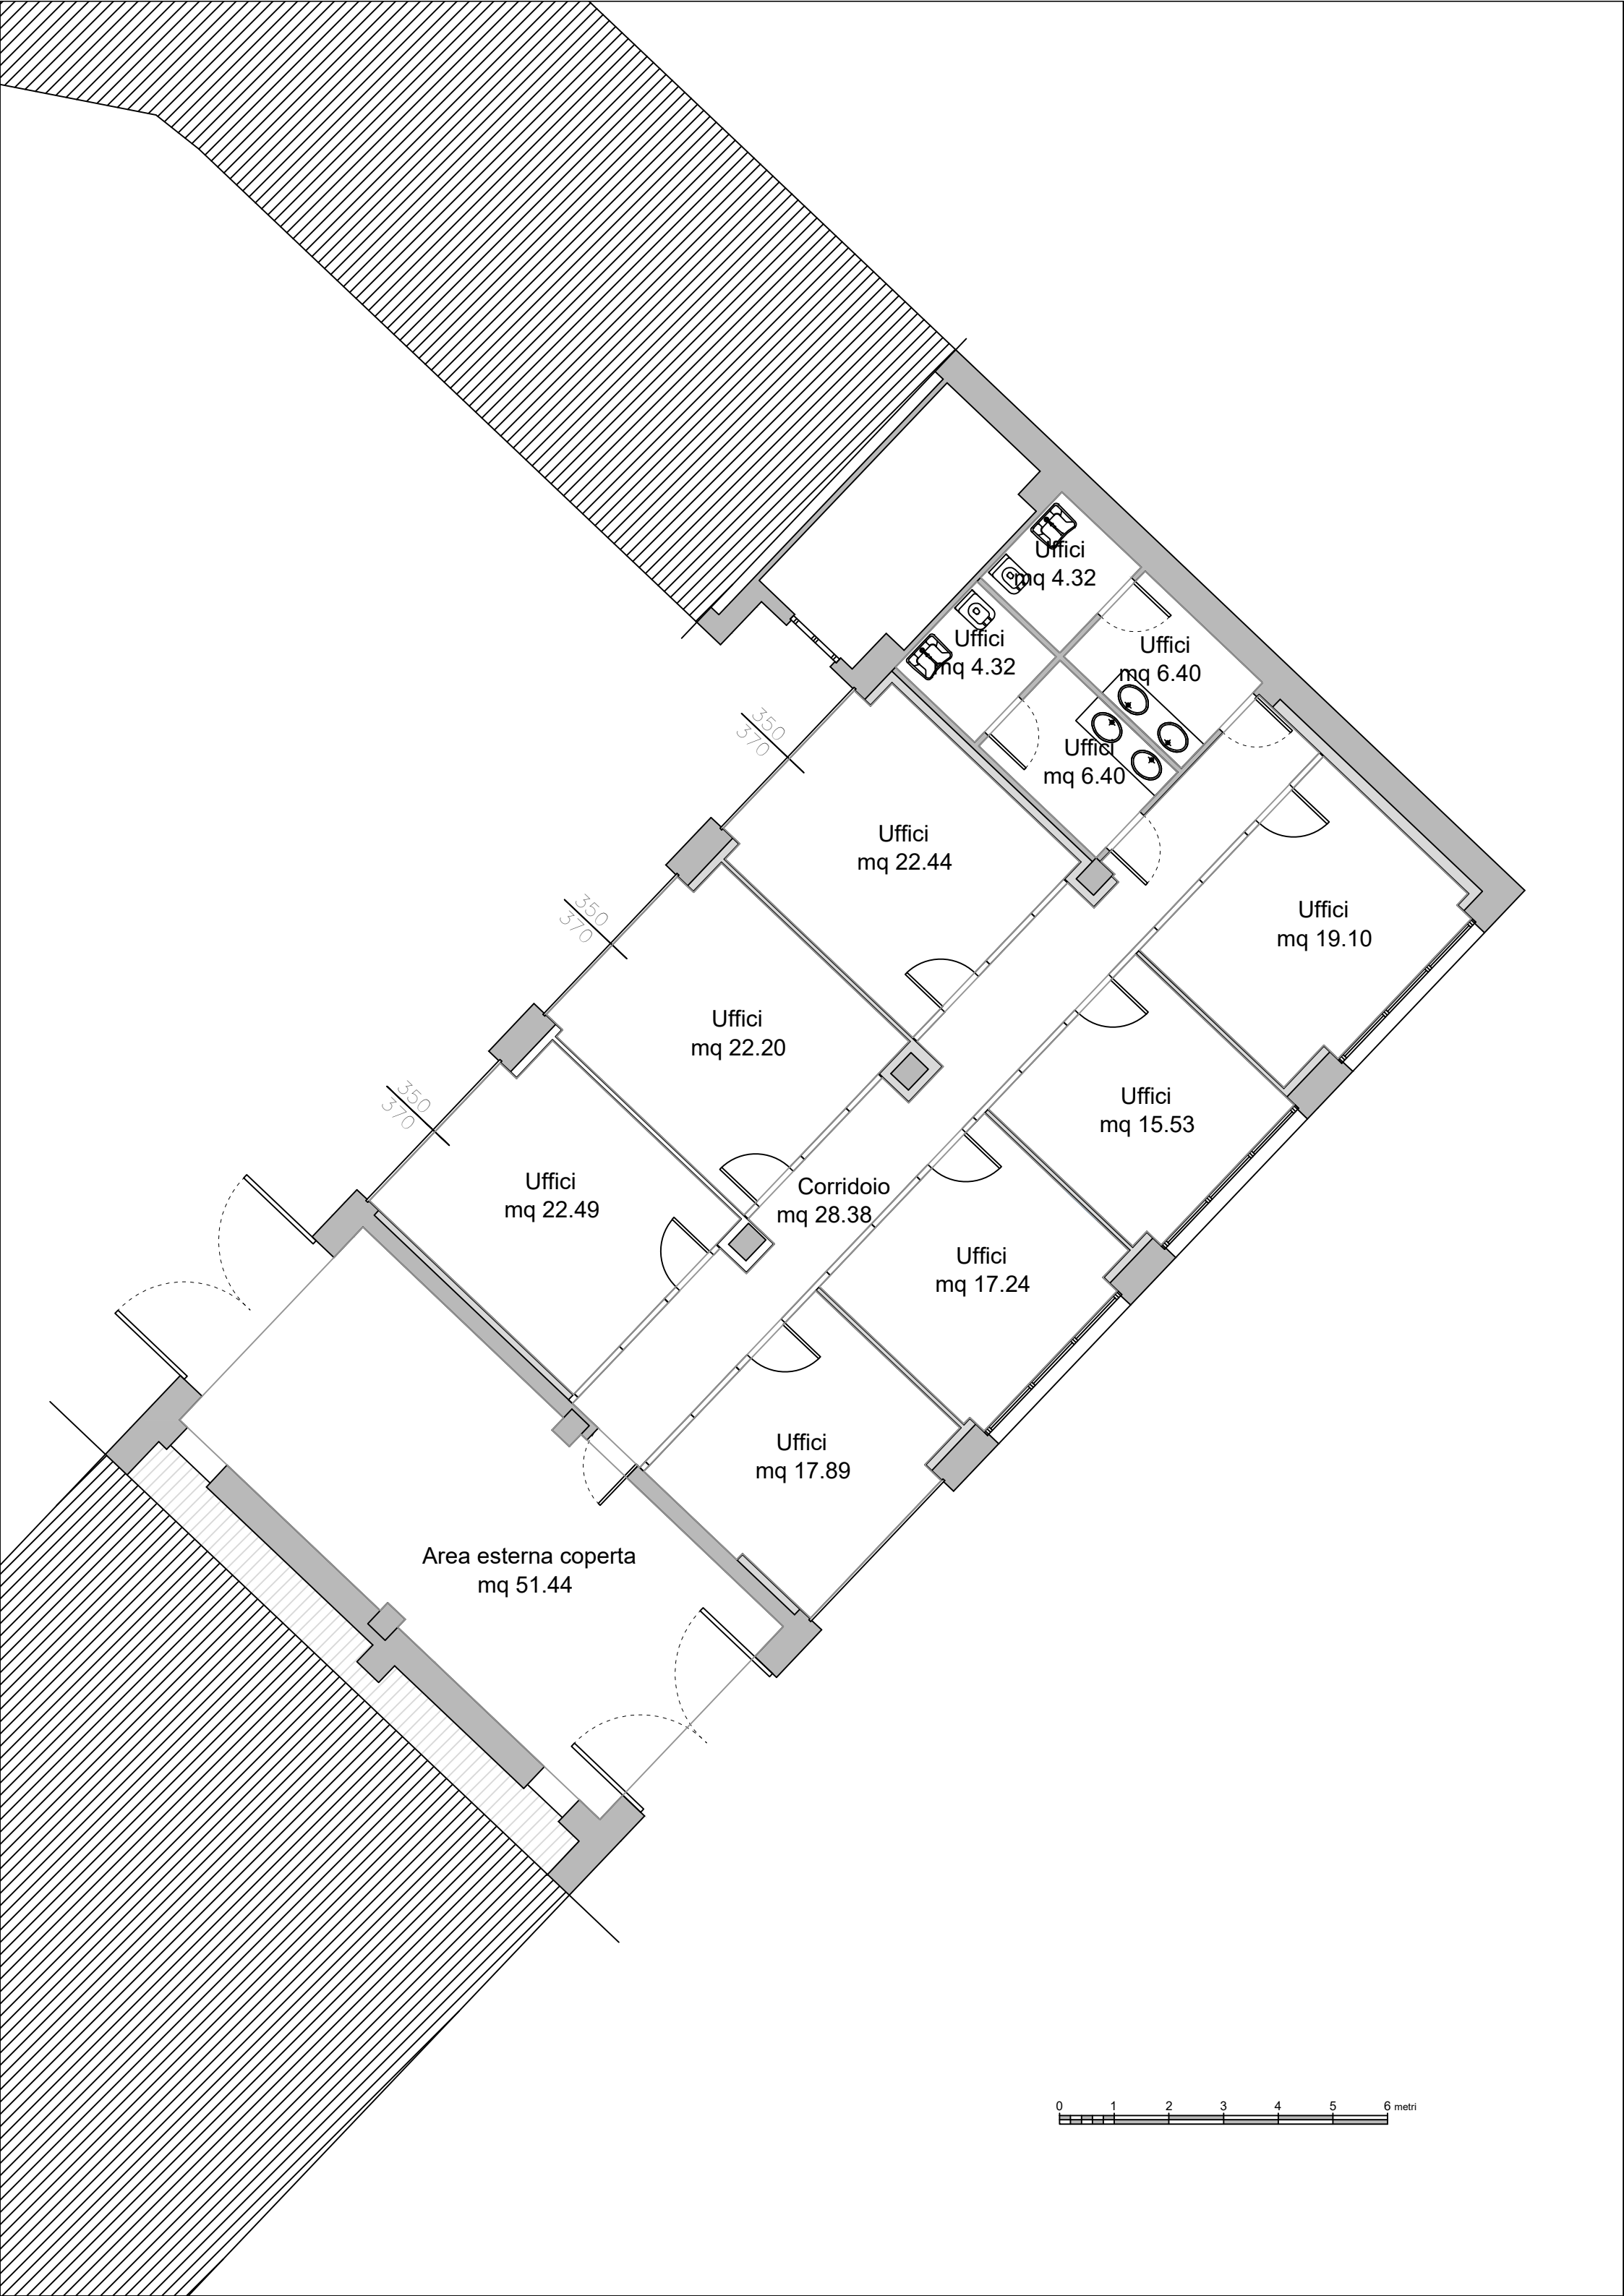 Uffici
mq 4.32
Uffici
mq 4.32
Uffici
mq 6.40
Uffici
mq 6.40
350
370
Uffici
mq 22.44
Uffici
mq 19.10
350
370
Uffici
mq 22.20
Uffici
mq 15.53
350
370
Uffici
mq 22.49
Corridoio
mq 28.38
Uffici
mq 17.24
Uffici
mq 17.89
Area esterna coperta
mq 51.44
0 1 2 3 4 5 6 metri